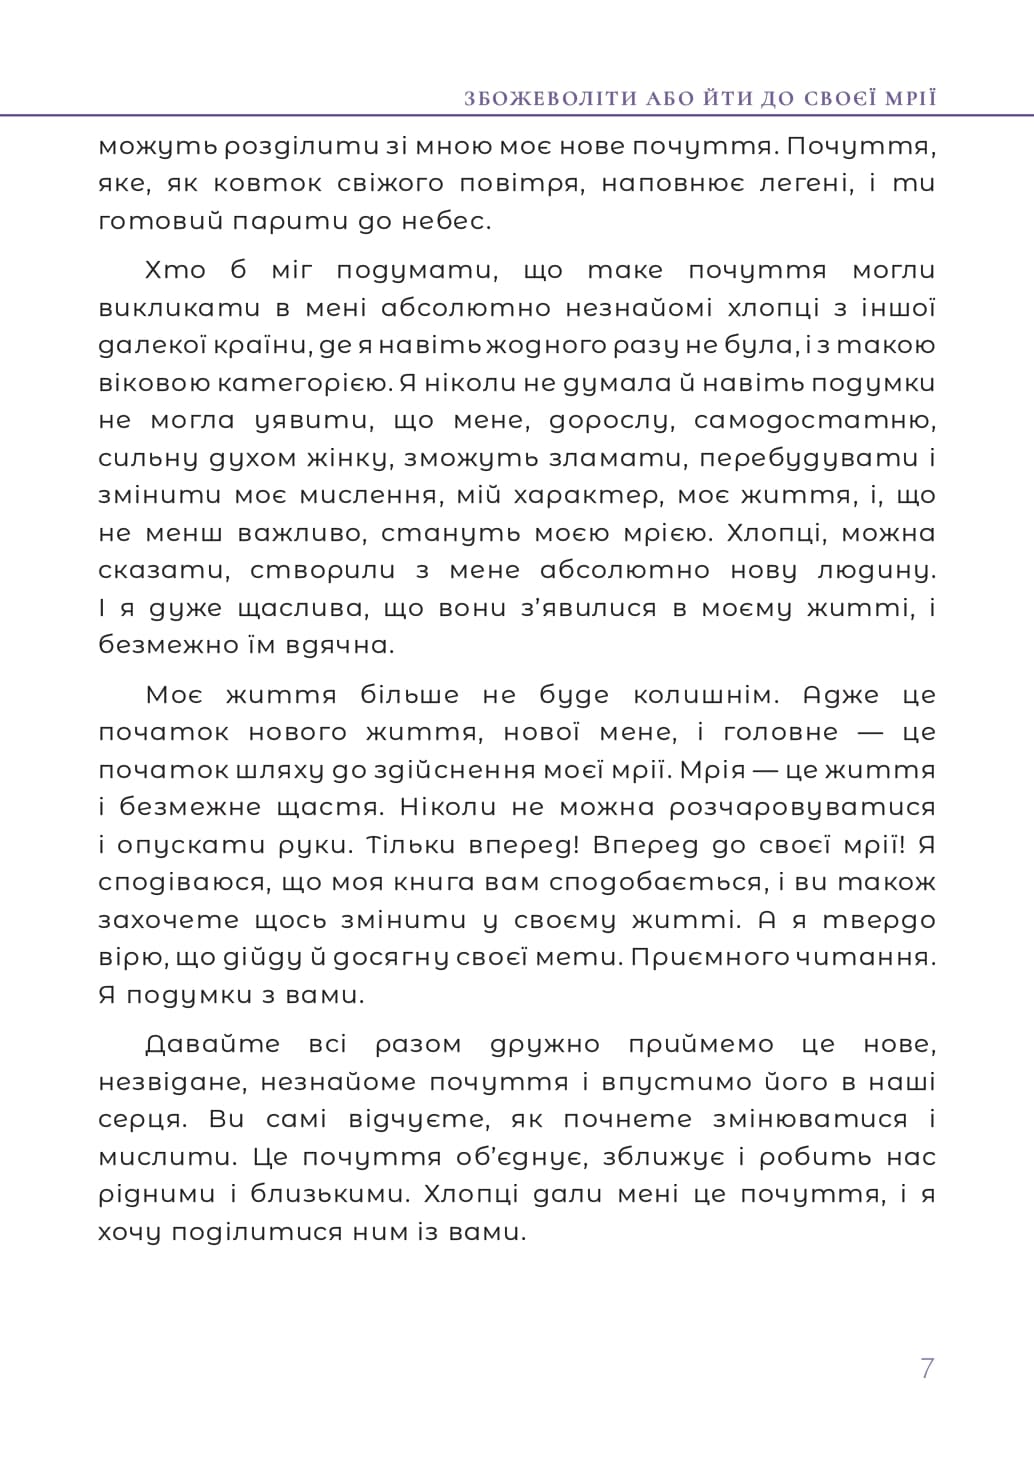 ЗБОЖЕВОЛІТИ АБО ЙТИ ДО СВОЄЇ МРІЇ
можуть розділити зі мною моє нове почуття. Почуття,
яке, як ковток свіжого повітря, наповнює легені, і ти
готовий парити до небес.
Хто б міг подумати, що таке почуття могли
викликати в мені абсолютно незнайомі хлопці з іншої
далекої країни, де я навіть жодного разу не була, і з такою
віковою категорією. Я ніколи не думала й навіть подумки
не могла уявити, що мене, дорослу, самодостатню,
сильну духом жінку, зможуть зламати, перебудувати і
змінити моє мислення, мій характер, моє життя, і, що
не менш важливо, стануть моєю мрією. Хлопці, можна
сказати, створили з мене абсолютно нову людину.
І я дуже щаслива, що вони з’явилися в моєму житті, і
безмежно їм вдячна.
Моє життя більше не буде колишнім. Адже це
початок нового життя, нової мене, і головне — це
початок шляху до здійснення моєї мрії. Мрія — це життя
і безмежне щастя. Ніколи не можна розчаровуватися
і опускати руки. Тільки вперед! Вперед до своєї мрії! Я
сподіваюся, що моя книга вам сподобається, і ви також
захочете щось змінити у своєму житті. А я твердо
вірю, що дійду й досягну своєї мети. Приємного читання.
Я подумки з вами.
Давайте всі разом дружно приймемо це нове,
незвідане, незнайоме почуття і впустимо його в наші
серця. Ви самі відчуєте, як почнете змінюватися і
мислити. Це почуття об’єднує, зближує і робить нас
рідними і близькими. Хлопці дали мені це почуття, і я
хочу поділитися ним із вами.
7